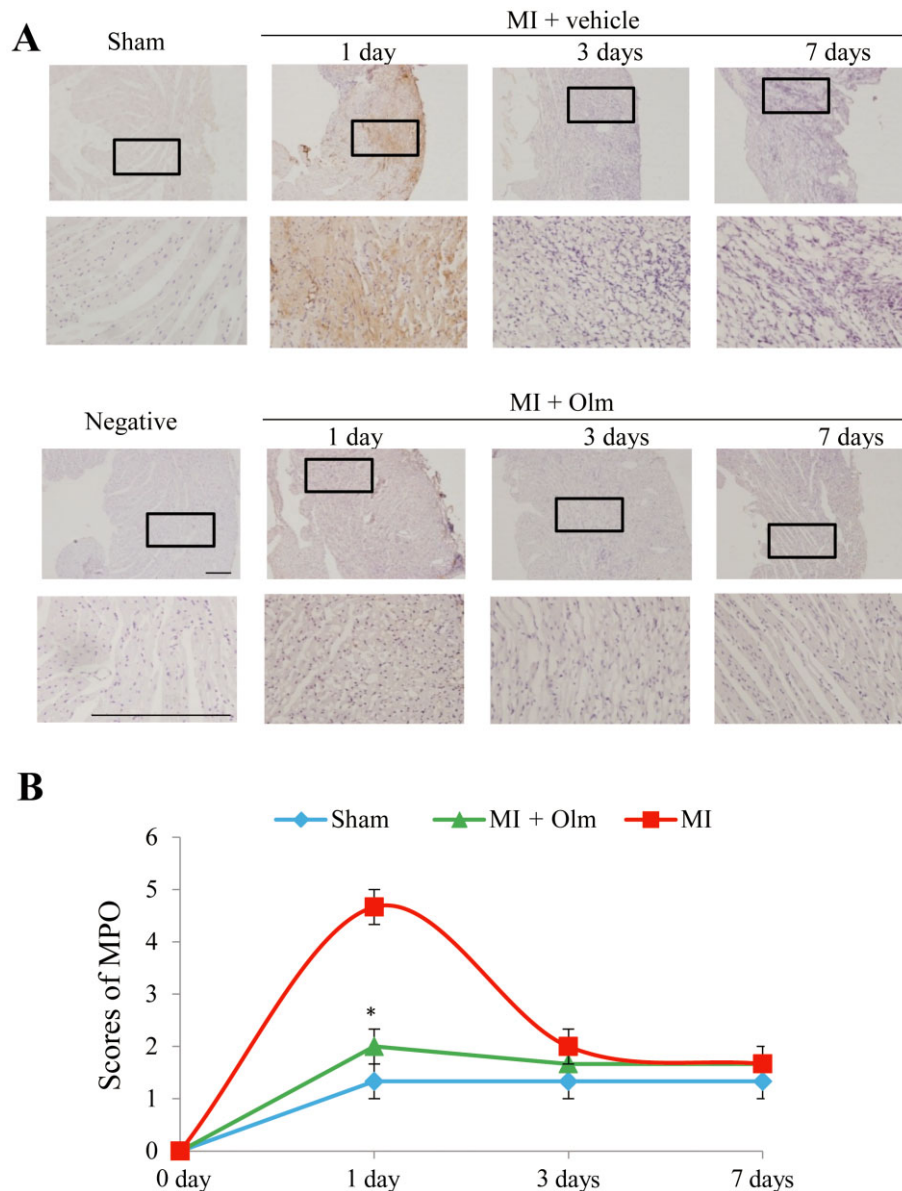 A
MI + vehicle
Sham
1 day 3 days 7 days
MI + Olm
Negative
1 day 3 days 7 days
B
Sham MI + Olm MI
Scores of MPO
6
5
4
*
3
2
1
0
0 day 1 day 3 days 7 days